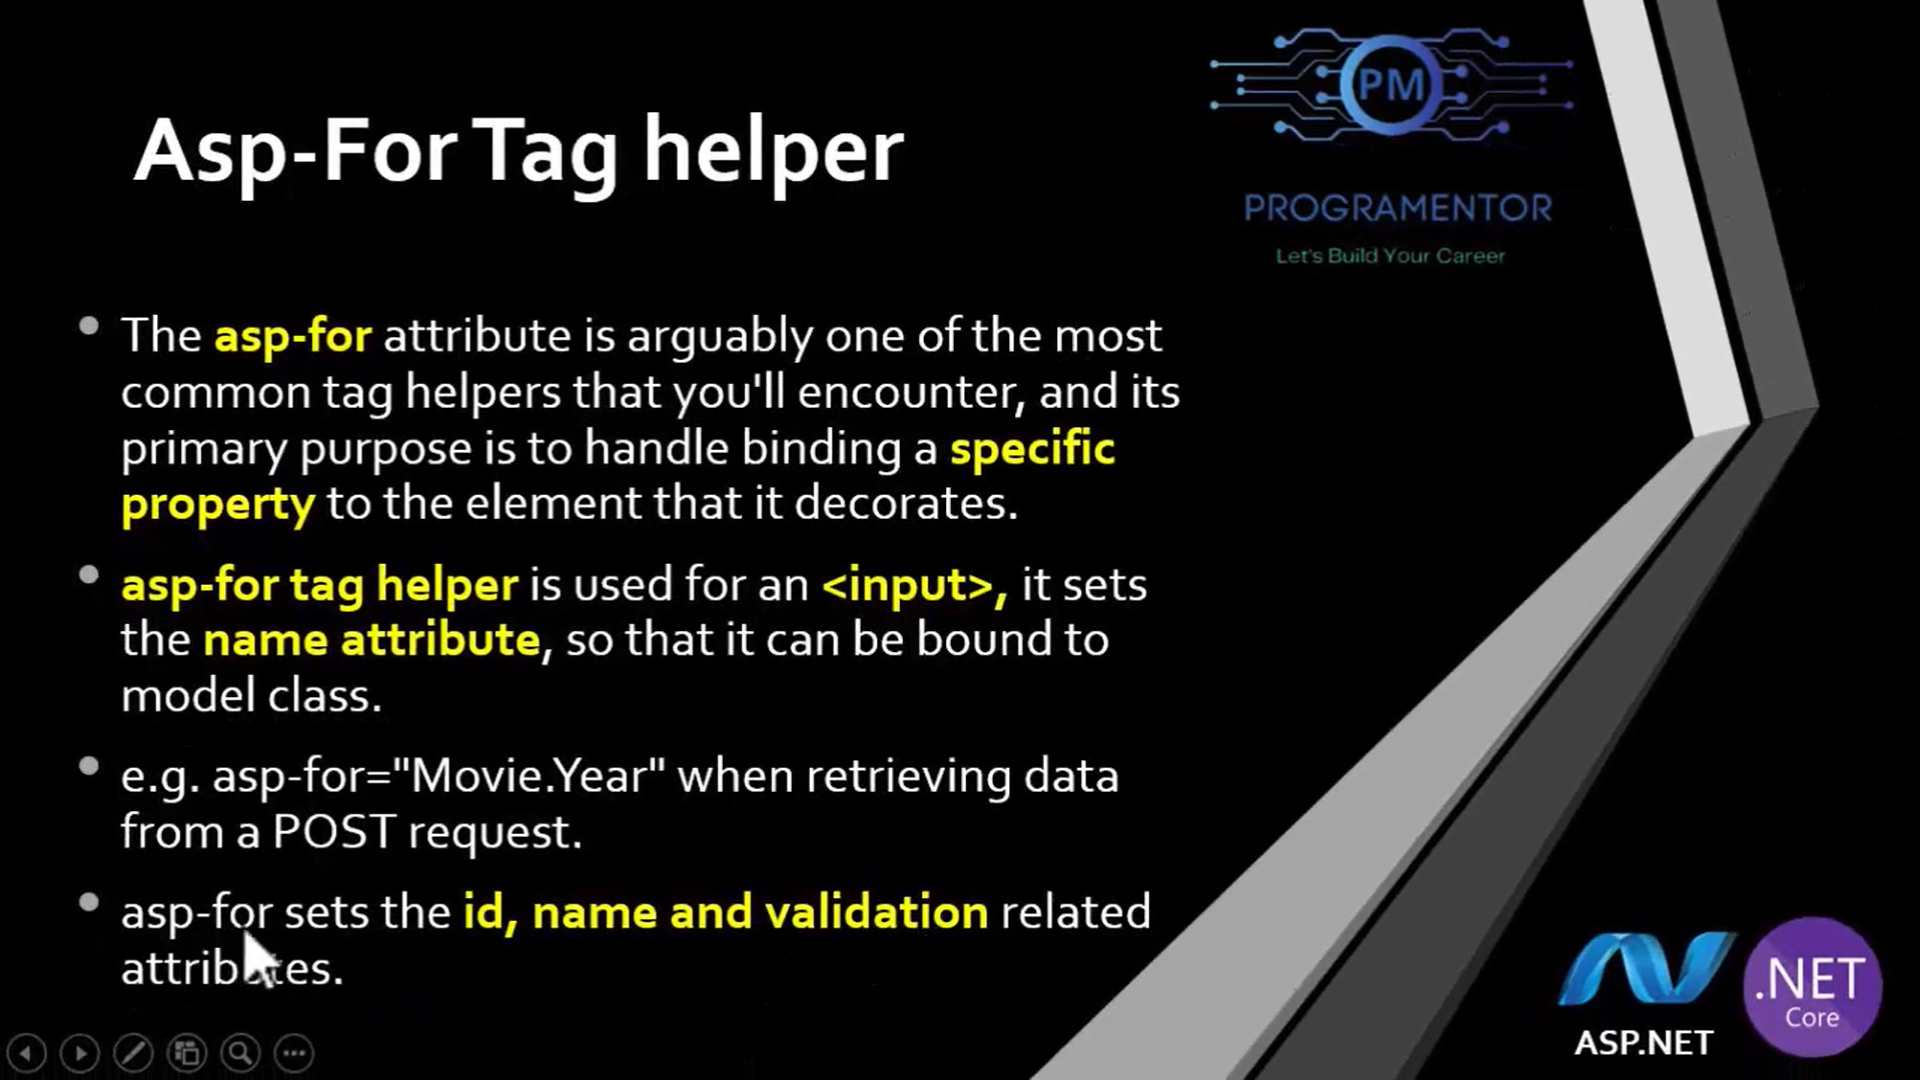 PM
Asp-For Tag helper
PROGRAMENTOR
Let's Build Your Career
The asp-for attribute is arguably one of the most
common tag helpers that you'll encounter, and its
primary purpose is to handle binding a specific
property to the element that it decorates.
asp-for tag helper is used for an <input>, it sets
the name attribute, so that it can be bound to
model class.
e.g. asp-for="Movie.Year" when retrieving data
from a POST request.
asp-for sets the id, name and validation related
attributes.
.NET
Core
ASP.NET